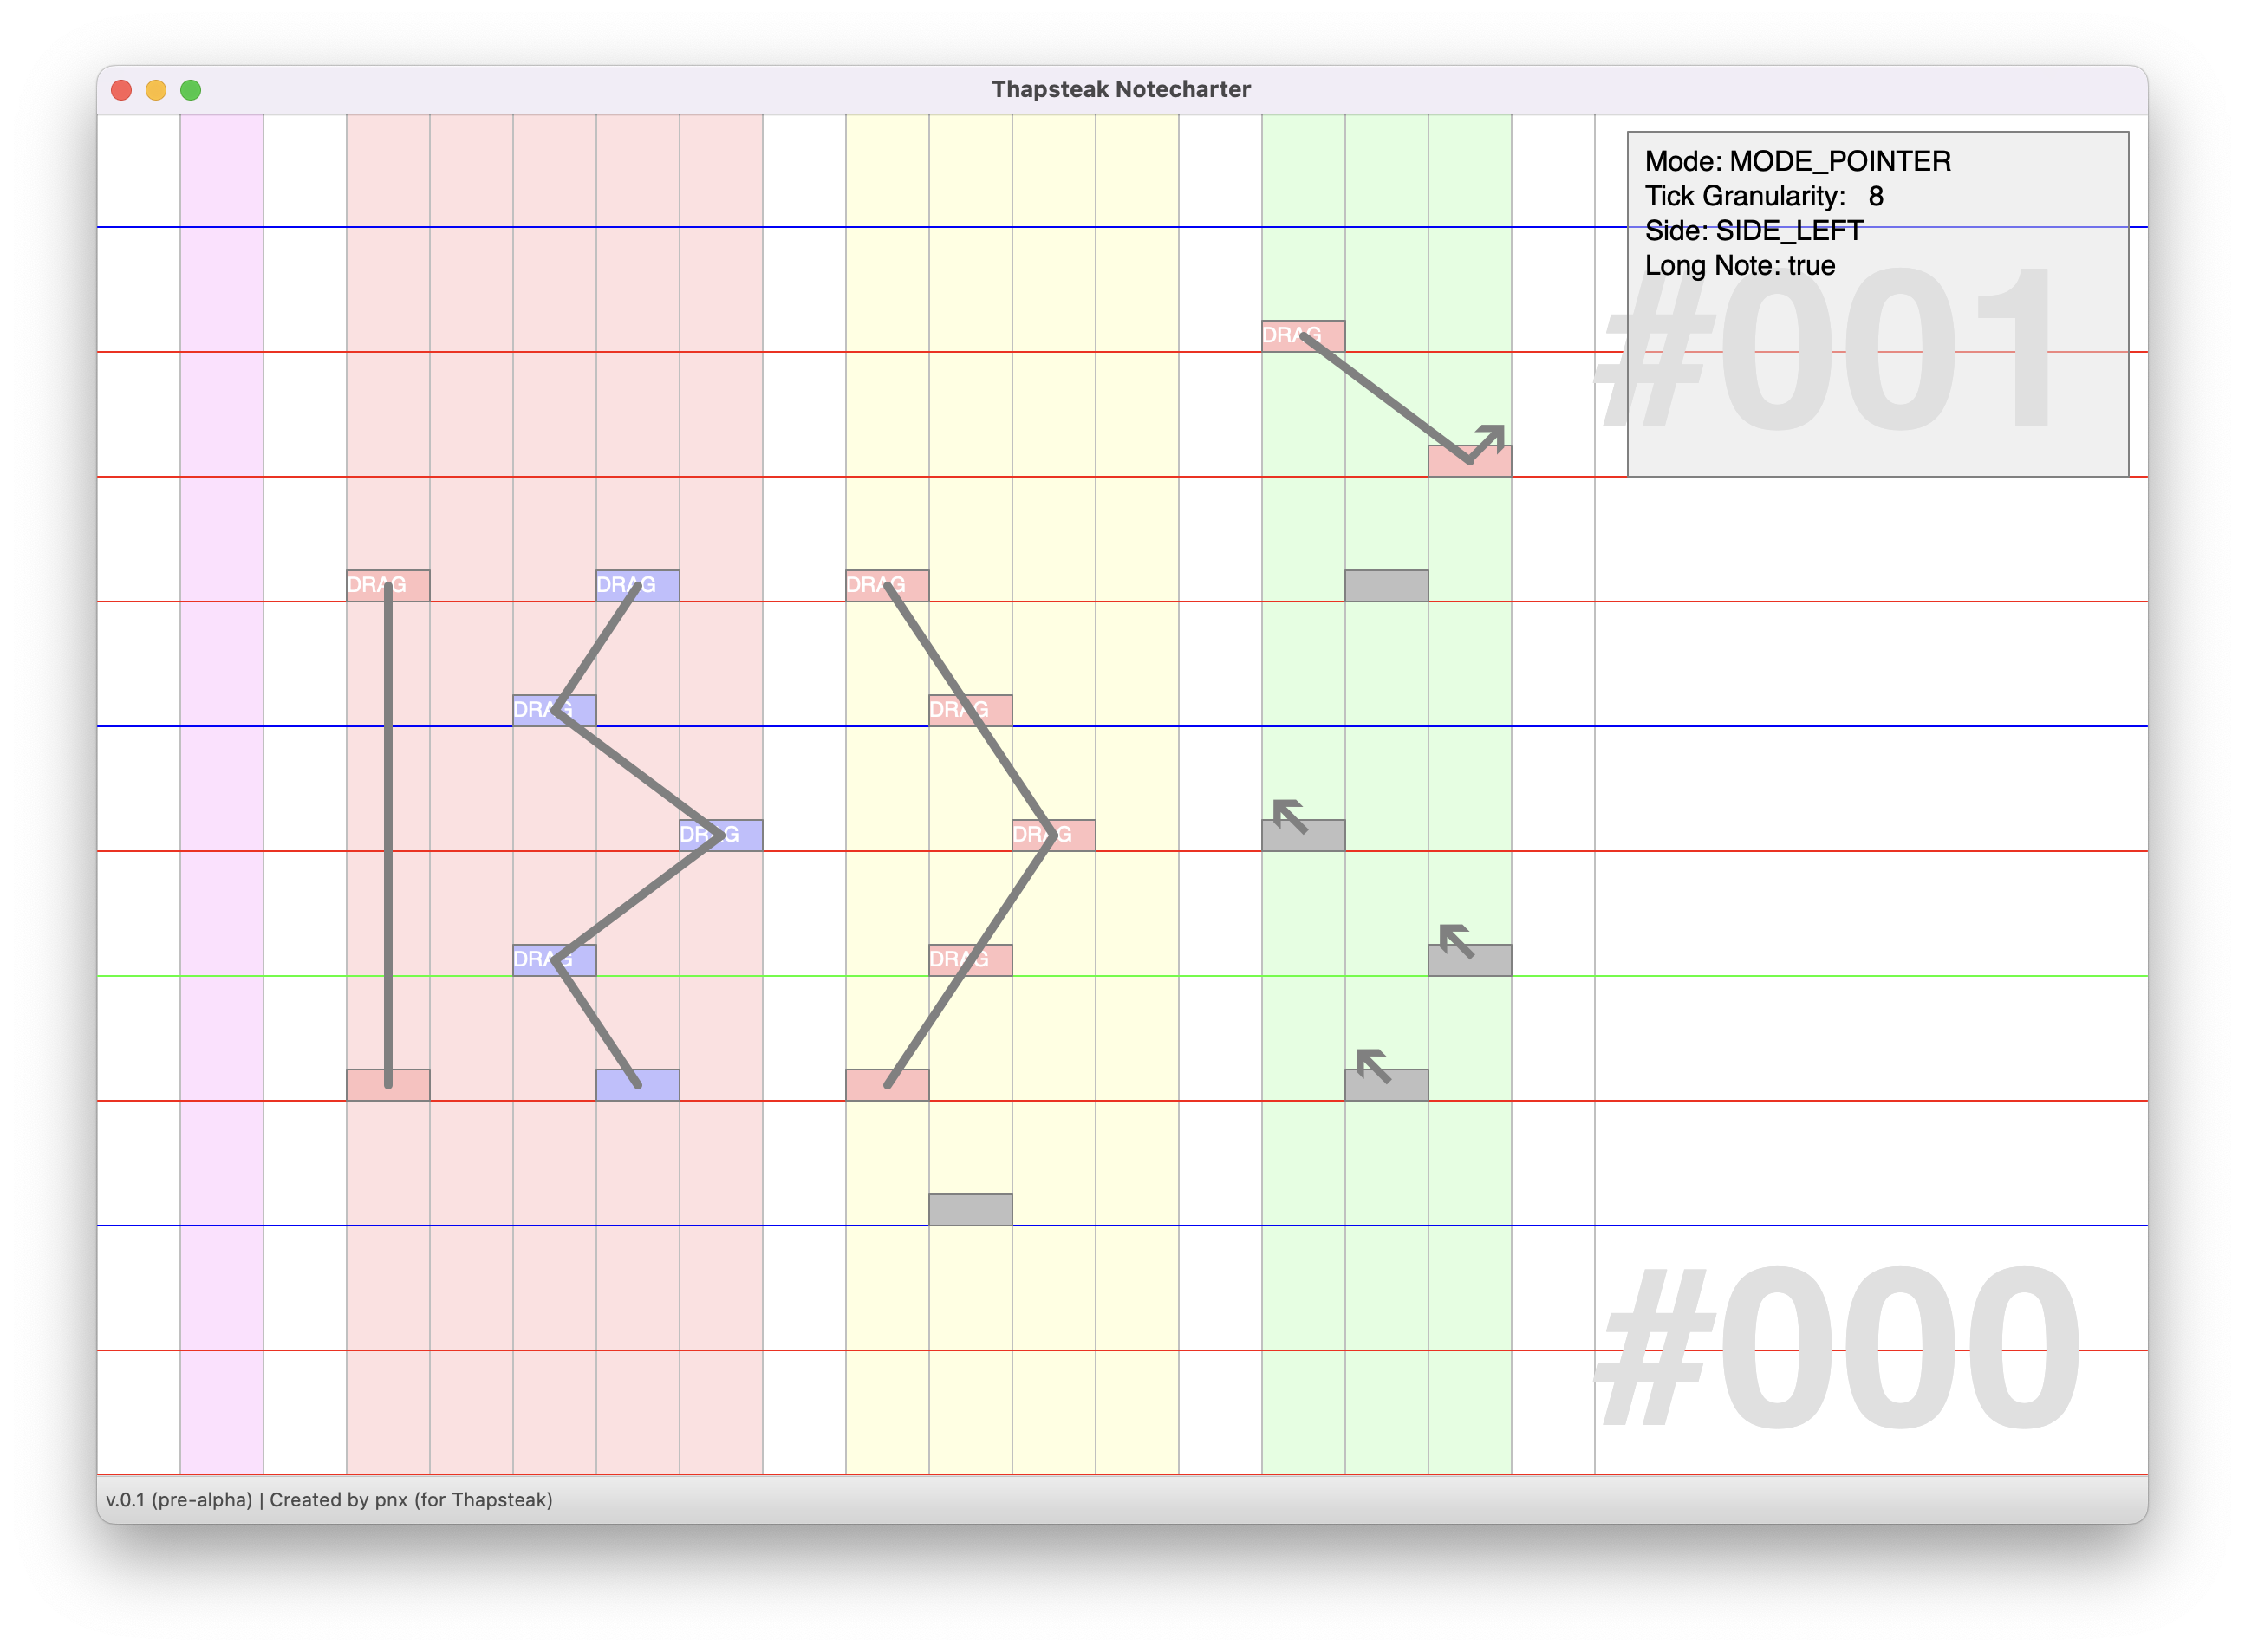 Thapsteak Notecharter
Mode: MODE_POINTER
Tick Granularity: 8
Side: SIDE_LEFT
Long Note: true
#001
DRAG
DRAG
DRAG
DRAG
DRAG
DRAG
DRAG
DRAG
DRAG
DRAG
#000
v.0.1 (pre-alpha) | Created by pnx (for Thapsteak)